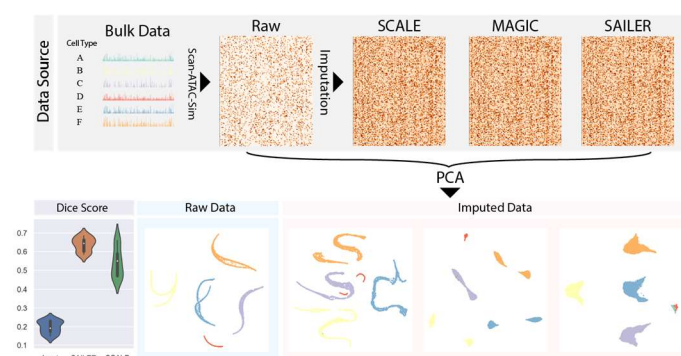 Data Source
Bulk Data
Cell Type
A
B
C
D
E
F
Scan-ATAC-Sim
Raw
Imputation
SCALE
MAGIC
SAILER
PCA
Dice Score
Raw Data
Imputed Data
0.7
0.6
0.5
0.4
0.3
0.2
0.1